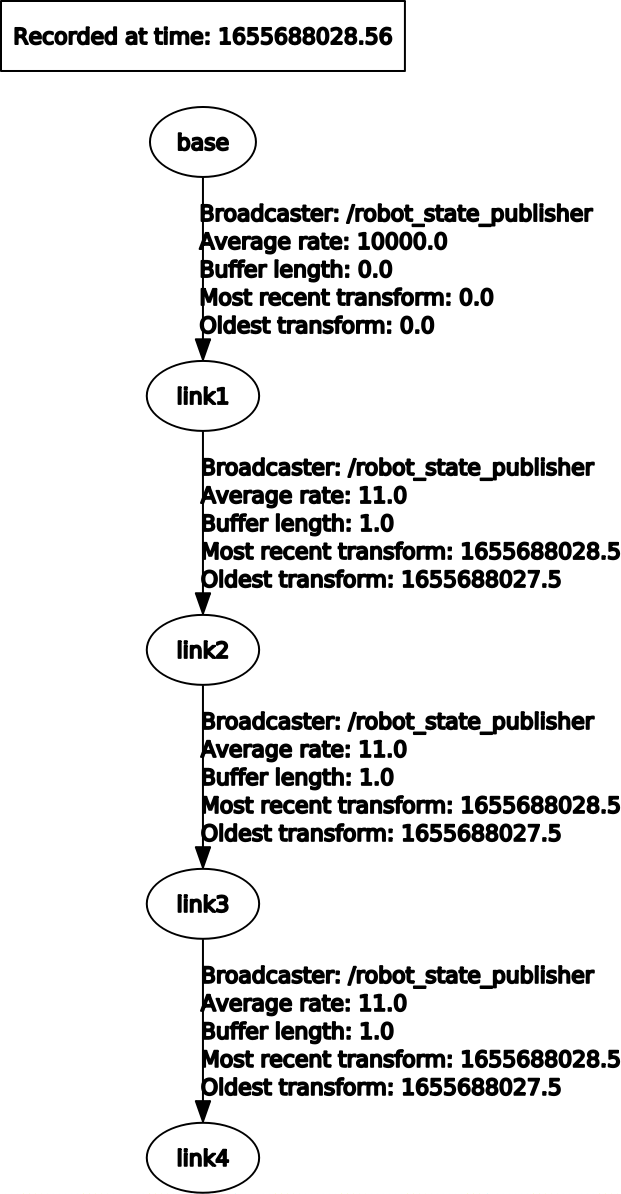 Recorded at time: 1655688028.56
base
Broadcaster: /robot_state_publisher
Average rate: 10000.0
Buffer length: 0.0
Most recent transform: 0.0
Oldest transform: 0.0
link1
Broadcaster: /robot_state_publisher
Average rate: 11.0
Buffer length: 1.0
Most recent transform: 1655688028.5
Oldest transform: 1655688027.5
link2
Broadcaster: /robot_state_publisher
Average rate: 11.0
Buffer length: 1.0
Most recent transform: 1655688028.5
Oldest transform: 1655688027.5
link3
Broadcaster: /robot_state_publisher
Average rate: 11.0
Buffer length: 1.0
Most recent transform: 1655688028.5
Oldest transform: 1655688027.5
link4